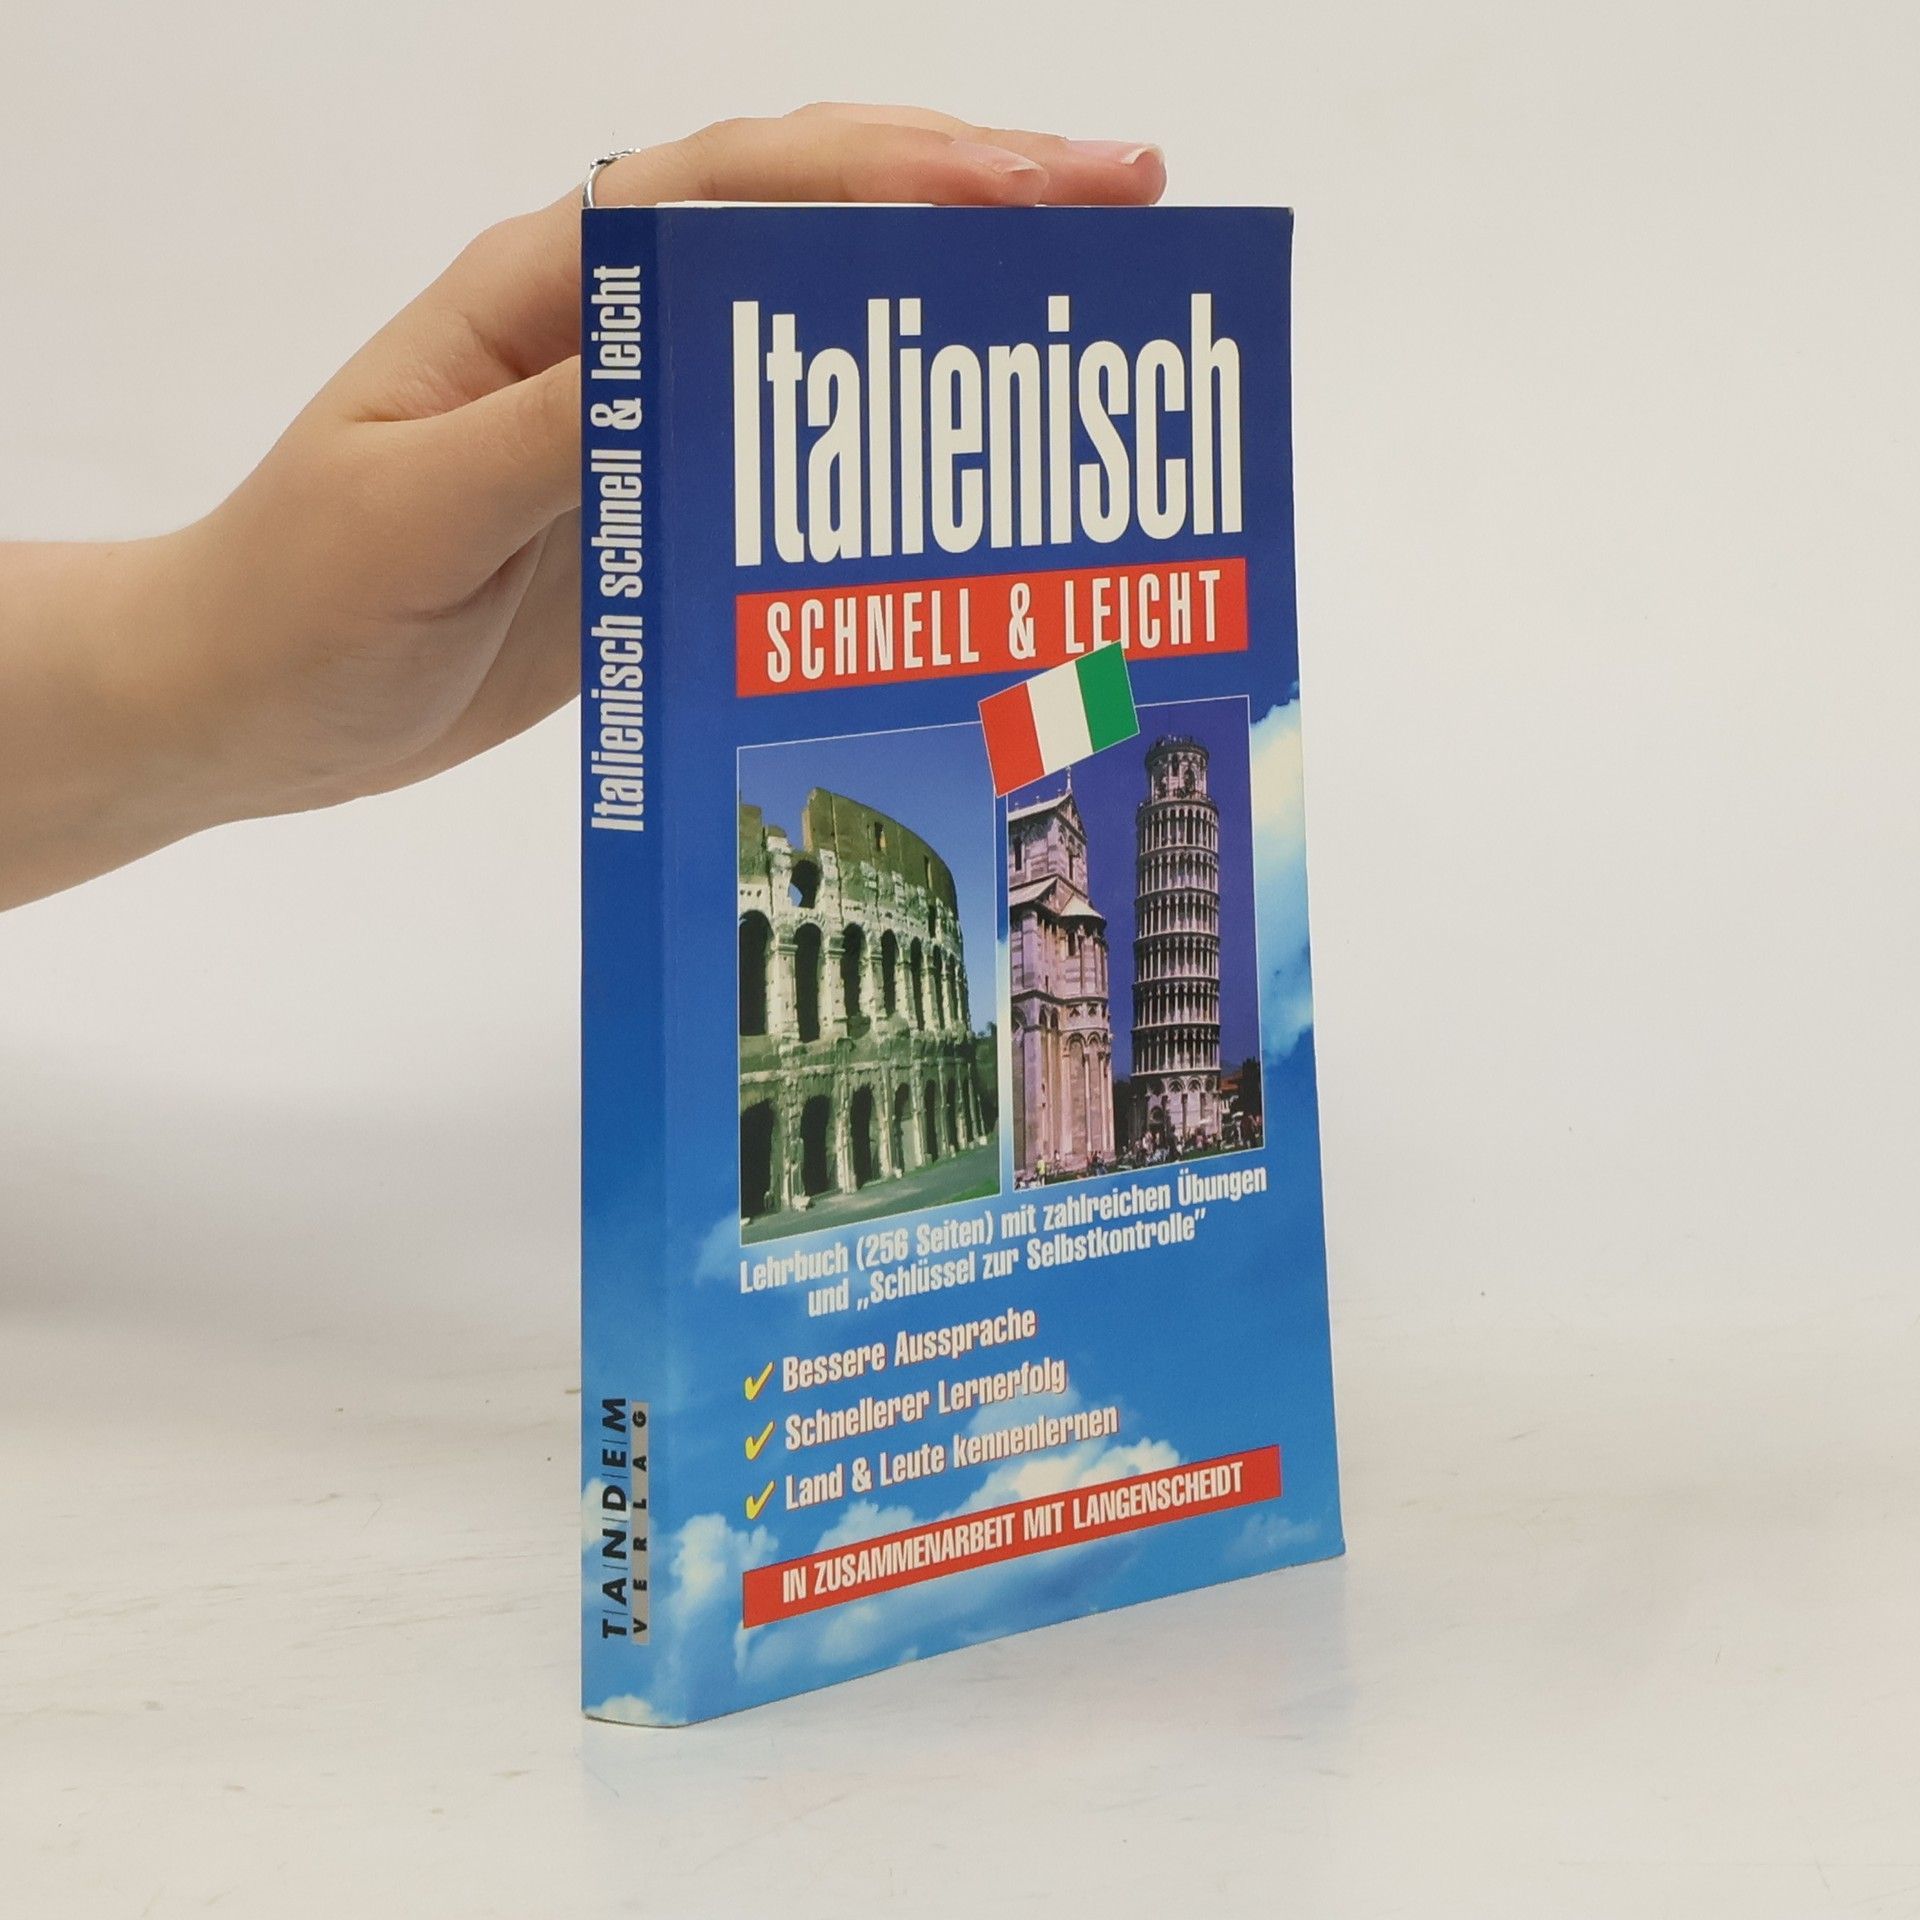 Italienisch schnell & leicht
TANDEM
VERLAG
Italienisch
SCHNELL & LEICHT
Lehrbuch (256 Seiten) mit zahlreichen Übungen
und „Schlüssel zur Selbstkontrolle”
Bessere Aussprache
Schnellerer Lernerfolg
Land & Leute kennenlernen
IN ZUSAMMENARBEIT MIT LANGENSCHEIDT